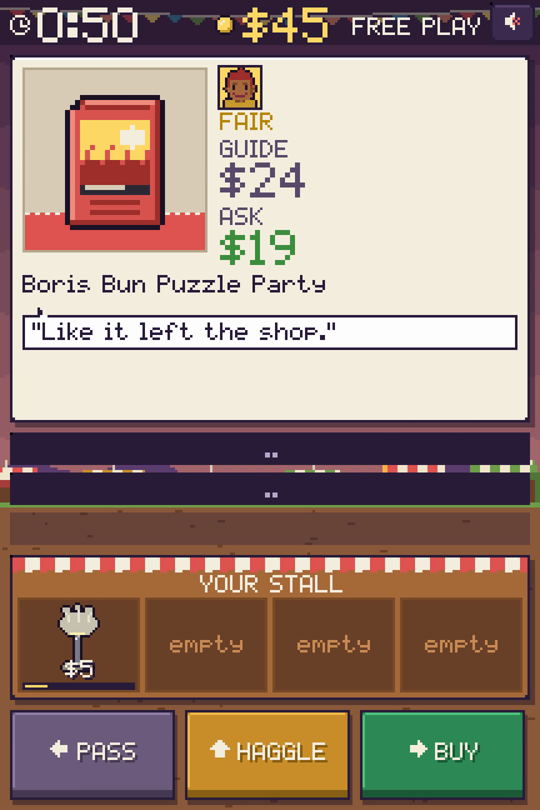 0:50
$45
FREE PLAY
FAIR
GUIDE
$24
ASK
$19
Boris Bun Puzzle Party
"Like it left the shop."
..
..
YOUR STALL
$5
empty
empty
empty
PASS
HAGGLE
BUY